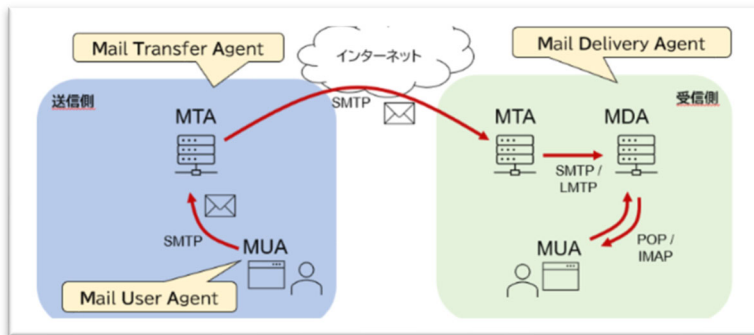 Mail Transfer Agent
インターネット
Mail Delivery Agent
送信側
受信側
MTA
SMTP
MTA
MDA
SMTP /
LMTP
SMTP
MUA
MUA
POP /
IMAP
Mail User Agent